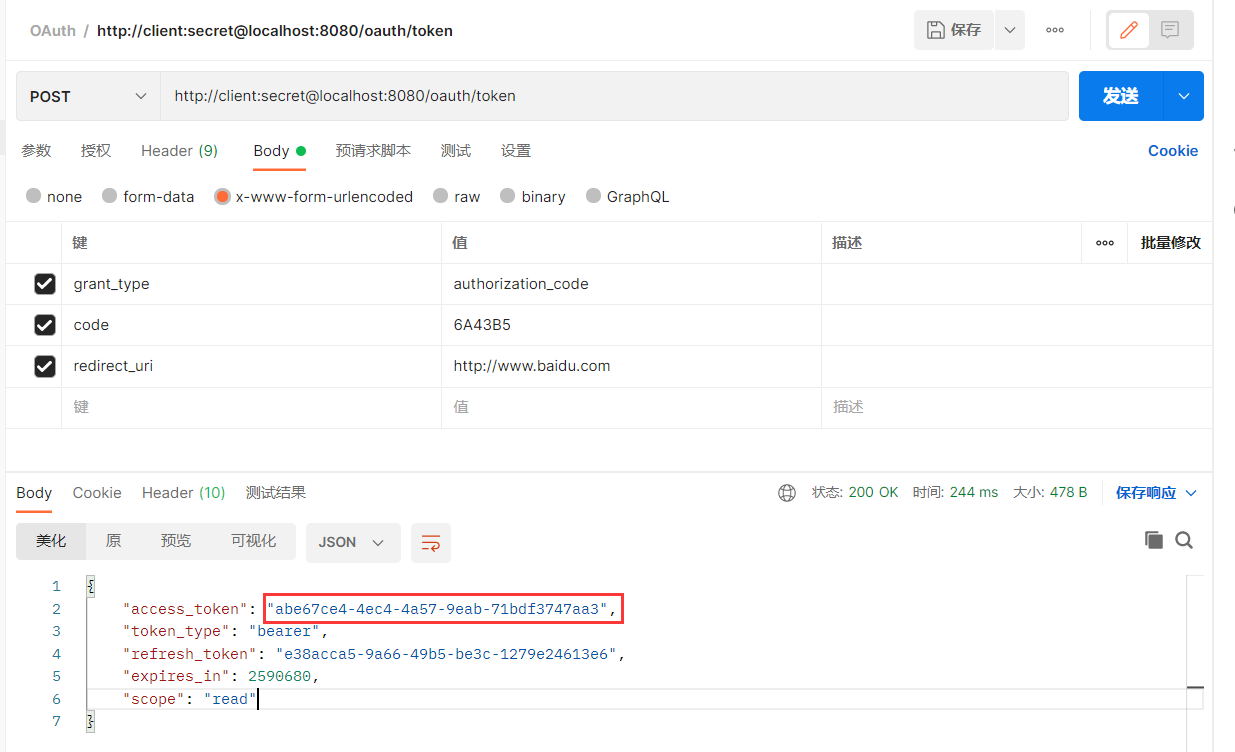 OAuth / http://client:secret@localhost:8080/oauth/token 保存 ooo
POST http://client:secret@localhost:8080/oauth/token 发送
参数 授权 Header (9) Body 预请求脚本 测试 设置 Cookie
none form-data x-www-form-urlencoded raw binary GraphQL
键 值 描述 ooo 批量修改
grant_type authorization_code
code 6A43B5
redirect_uri http://www.baidu.com
键 值 描述
Body Cookie Header (10) 测试结果 状态: 200 OK 时间: 244 ms 大小: 478 B 保存响应
美化 原 预览 可视化 JSON
1 {
2 "access_token": "abe67ce4-4ec4-4a57-9eab-71bdf3747aa3",
3 "token_type": "bearer",
4 "refresh_token": "e38acca5-9a66-49b5-be3c-1279e24613e6",
5 "expires_in": 2590680,
6 "scope": "read"
7 }